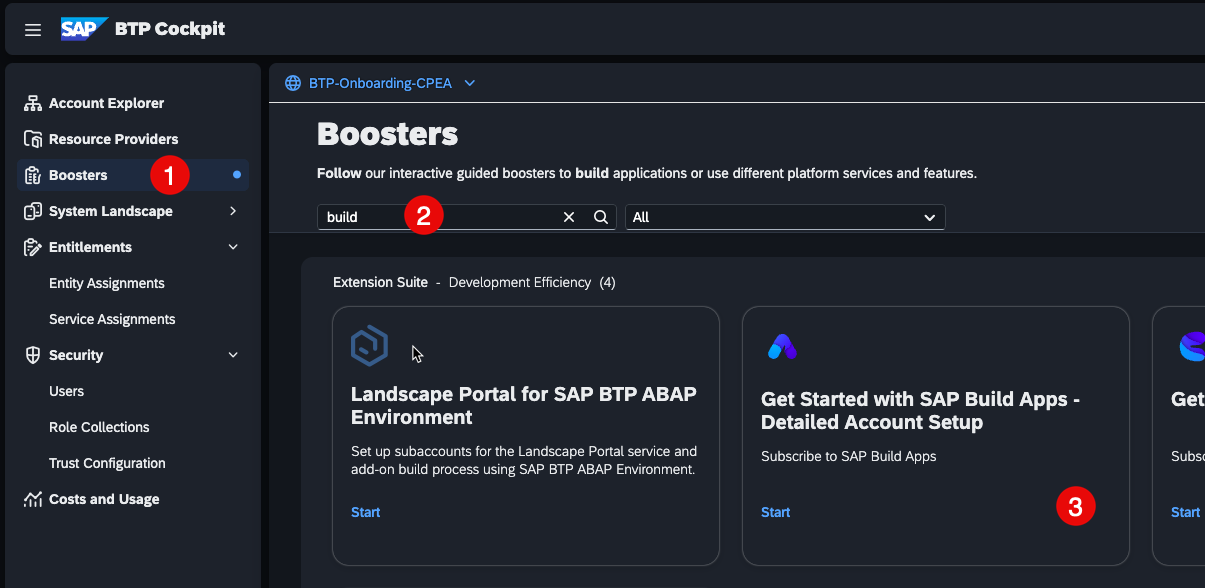 SAP BTP Cockpit
Account Explorer
Resource Providers
Boosters
1
System Landscape
Entitlements
Entity Assignments
Service Assignments
Security
Users
Role Collections
Trust Configuration
Costs and Usage
BTP-Onboarding-CPEA
Boosters
Follow our interactive guided boosters to build applications or use different platform services and features.
build
2
All
Extension Suite - Development Efficiency (4)
Landscape Portal for SAP BTP ABAP
Environment
Set up subaccounts for the Landscape Portal service and
add-on build process using SAP BTP ABAP Environment.
Start
Get Started with SAP Build Apps -
Detailed Account Setup
Subscribe to SAP Build Apps
Start
3
Get
Subsc
Start